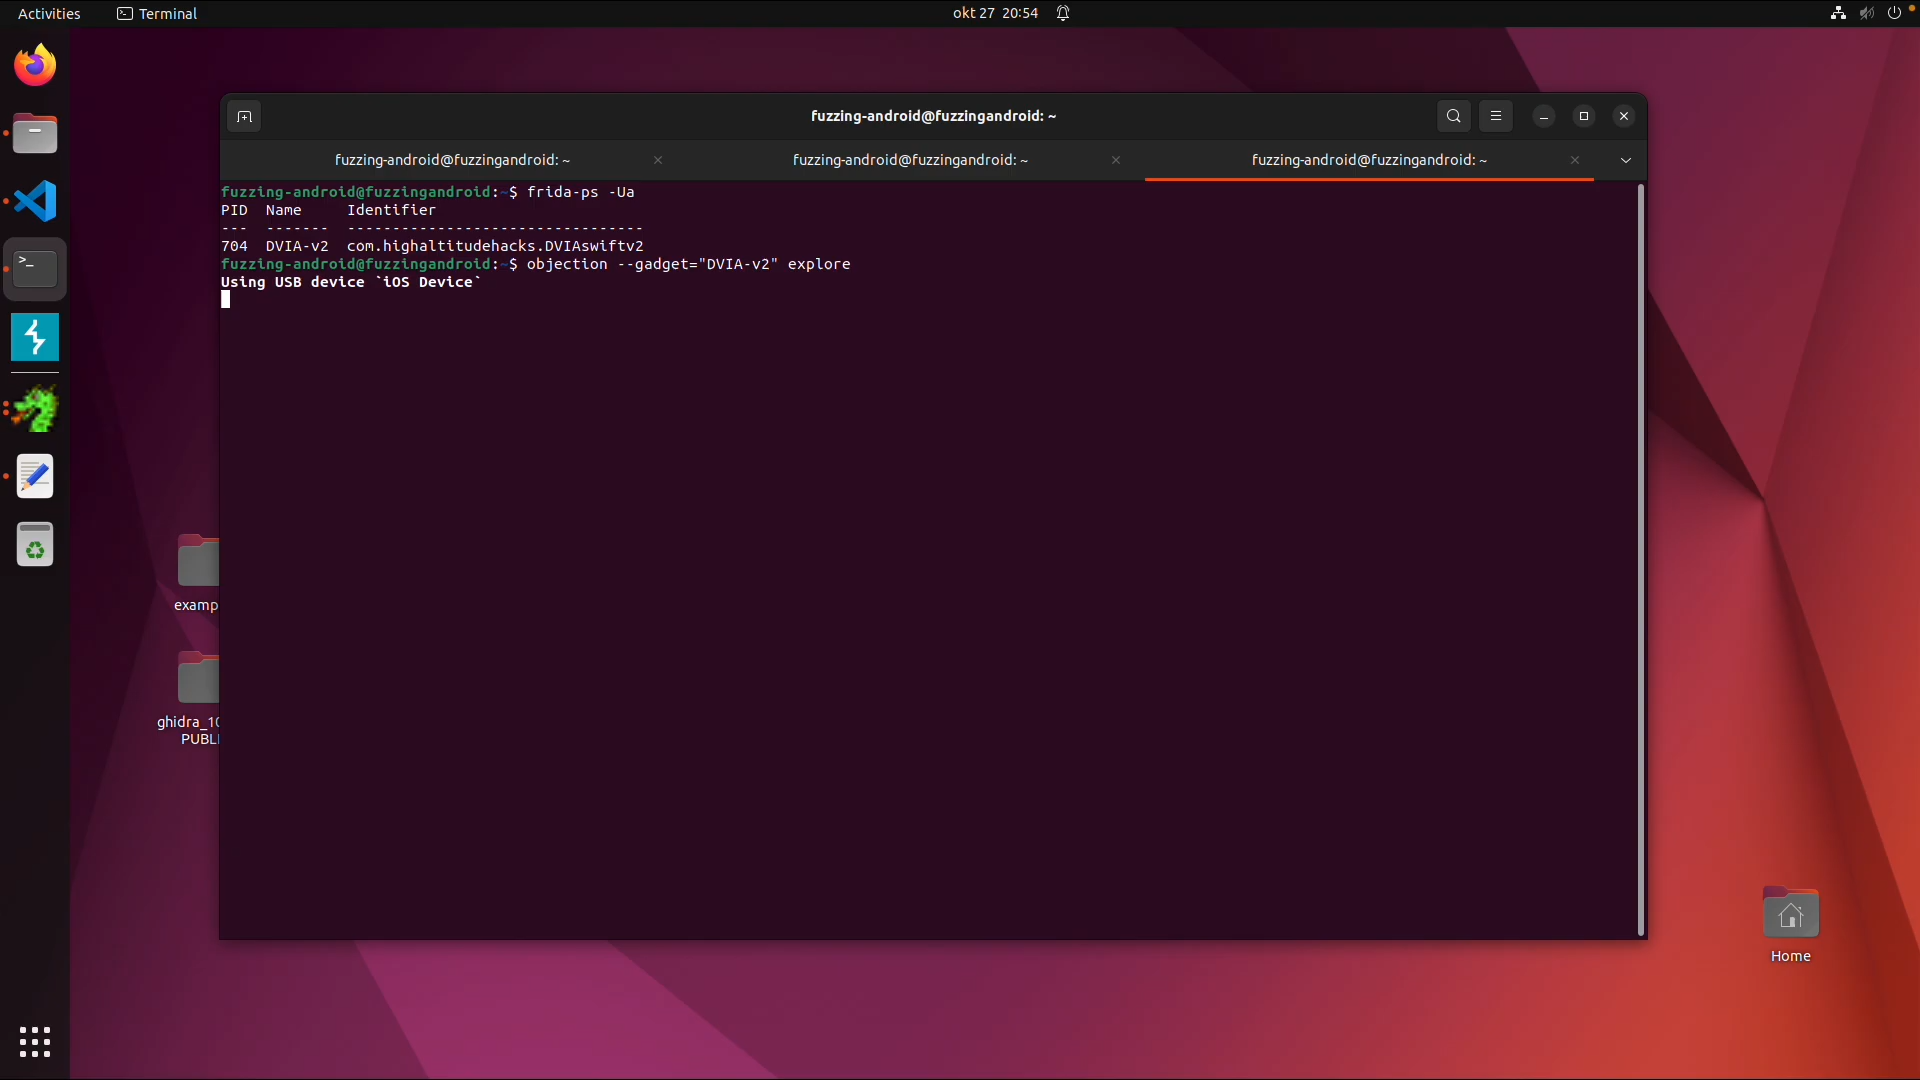 Activities
Terminal
okt 27 20:54
fuzzing-android@fuzzingandroid: ~
fuzzing-android@fuzzingandroid: ~
fuzzing-android@fuzzingandroid: ~
fuzzing-android@fuzzingandroid: ~
fuzzing-android@fuzzingandroid:~$ frida-ps -Ua
PID  Name     Identifier
---  -------  ---------------------------------
704  DVIA-v2  com.highaltitudehacks.DVIAswiftv2
fuzzing-android@fuzzingandroid:~$ objection --gadget="DVIA-v2" explore
Using USB device `iOS Device`
>_
examp
ghidra_10
PUBL
Home